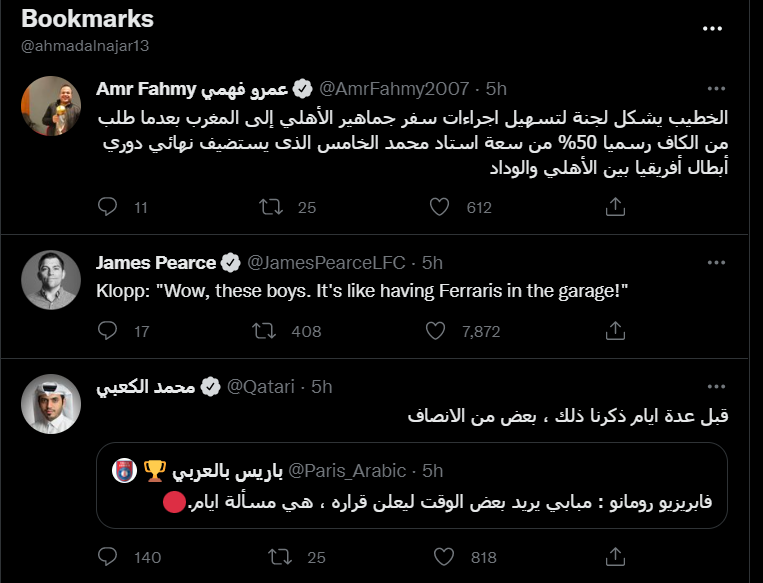 Bookmarks
@ahmadalnajar13
Amr Fahmy عمرو فهمي @AmrFahmy2007 · 5h
الخطيب يشكل لجنة لتسهيل اجراءات سفر جماهير الأهلي إلى المغرب بعدما طلب
من الكاف رسميا 50% من سعة استاد محمد الخامس الذى يستضيف نهائي دوري
أبطال أفريقيا بين الأهلي والوداد
11 25 612
James Pearce @JamesPearceLFC · 5h
Klopp: "Wow, these boys. It's like having Ferraris in the garage!"
17 408 7,872
محمد الكعبي @Qatari · 5h
قبل عدة ايام ذكرنا ذلك ، بعض من الانصاف
باريس بالعربي @Paris_Arabic · 5h
فابريزيو رومانو : مبابي يريد بعض الوقت ليعلن قراره ، هي مسألة ايام.
140 25 818